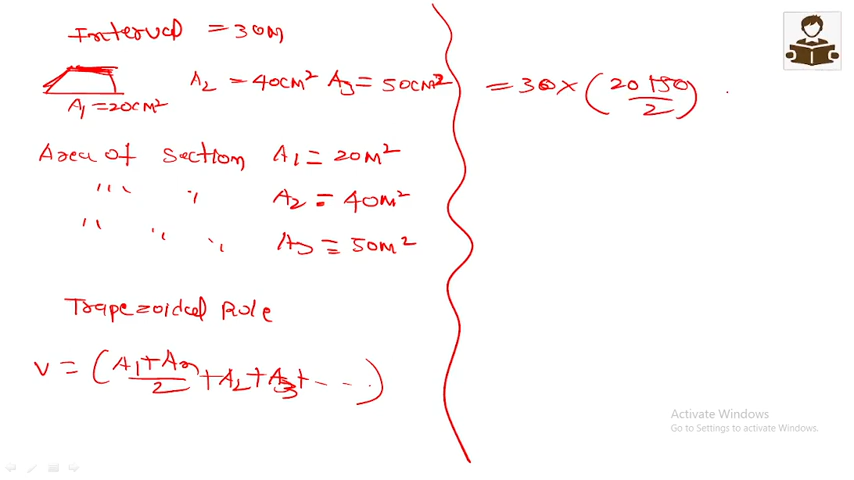 Interval = 30M
A2 = 40cm² A3 = 50cm²
A1 = 20cm²
Area of Section A1 = 20M²
" " A2 = 40M²
" " " A3 = 50M²
Trapezoidal Role
V = (A1+An/2 + A2 + A3 + ....)
= 30 × (20+50/2)
Activate Windows
Go to Settings to activate Windows.